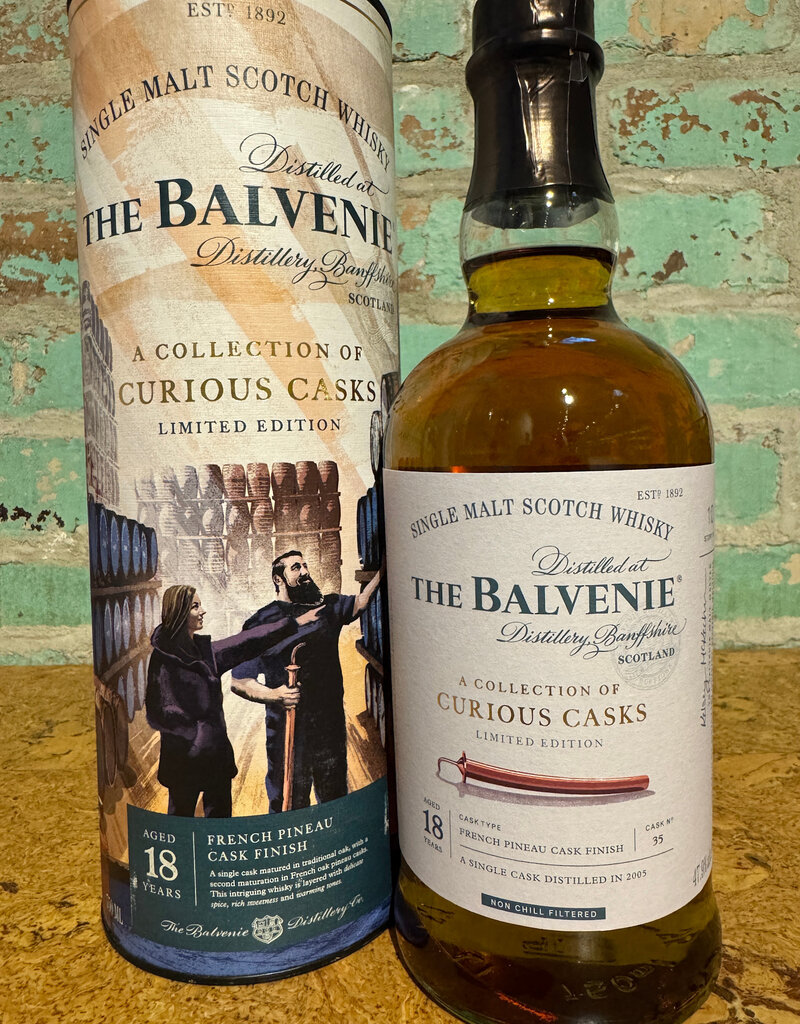 ESTᴰ 1892
SINGLE MALT SCOTCH WHISKY
Distilled at
THE BALVENIE
Distillery, Banffshire
SCOTLAND
A COLLECTION OF
CURIOUS CASKS
LIMITED EDITION
AGED
18
YEARS
FRENCH PINEAU
CASK FINISH
A single cask matured in traditional oak, with a
second maturation in French oak pineau casks.
This intriguing whisky is layered with delicate
spice, rich sweetness and warming tones.
The Balvenie Distillery Co.
ESTᴰ 1892
SINGLE MALT SCOTCH WHISKY
Distilled at
THE BALVENIE®
Distillery, Banffshire
SCOTLAND
A COLLECTION OF
CURIOUS CASKS
LIMITED EDITION
AGED
18
YEARS
CASK TYPE
FRENCH PINEAU CASK FINISH
CASK Nº
35
A SINGLE CASK DISTILLED IN 2005
NON CHILL FILTERED